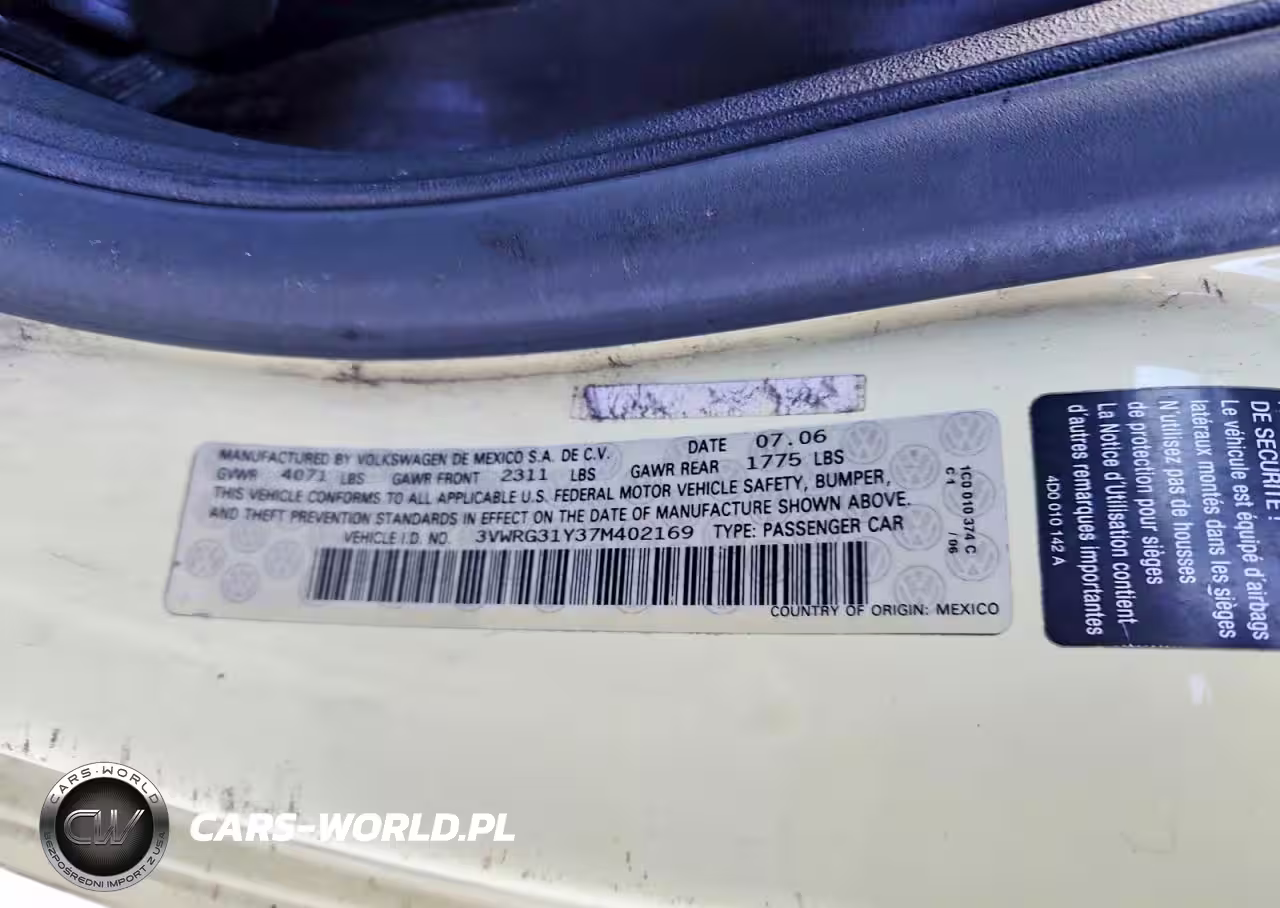 MANUFACTURED BY VOLKSWAGEN DE MEXICO S.A. DE C.V. DATE 07.06
GVWR 4071 LBS GAWR FRONT 2311 LBS GAWR REAR 1775 LBS
THIS VEHICLE CONFORMS TO ALL APPLICABLE U.S. FEDERAL MOTOR VEHICLE SAFETY, BUMPER,
AND THEFT PREVENTION STANDARDS IN EFFECT ON THE DATE OF MANUFACTURE SHOWN ABOVE.
VEHICLE I.D. NO. 3VWRG31Y37M402169 TYPE: PASSENGER CAR
COUNTRY OF ORIGIN: MEXICO
1C0 010 374 C
C1 /06
DE SÉCURITÉ !
Le véhicule est équipé d'airbags
latéraux montés dans les sièges
N'utilisez pas de housses
de protection pour sièges
La Notice d'Utilisation contient
d'autres remarques importantes
4D0 010 142 A
CARS-WORLD
CW
BEZPOŚREDNI IMPORT Z USA
CARS-WORLD.PL